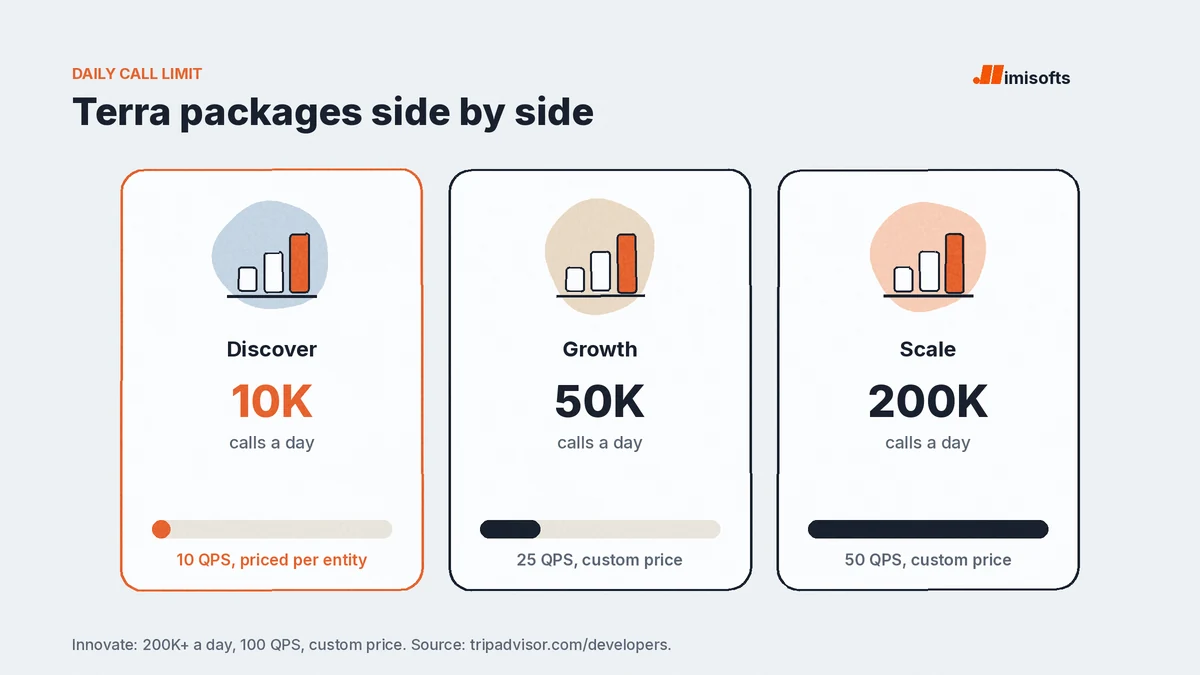 DAILY CALL LIMIT
Terra packages side by side
imisofts
Discover
10K
calls a day
10 QPS, priced per entity
Growth
50K
calls a day
25 QPS, custom price
Scale
200K
calls a day
50 QPS, custom price
Innovate: 200K+ a day, 100 QPS, custom price. Source: tripadvisor.com/developers.